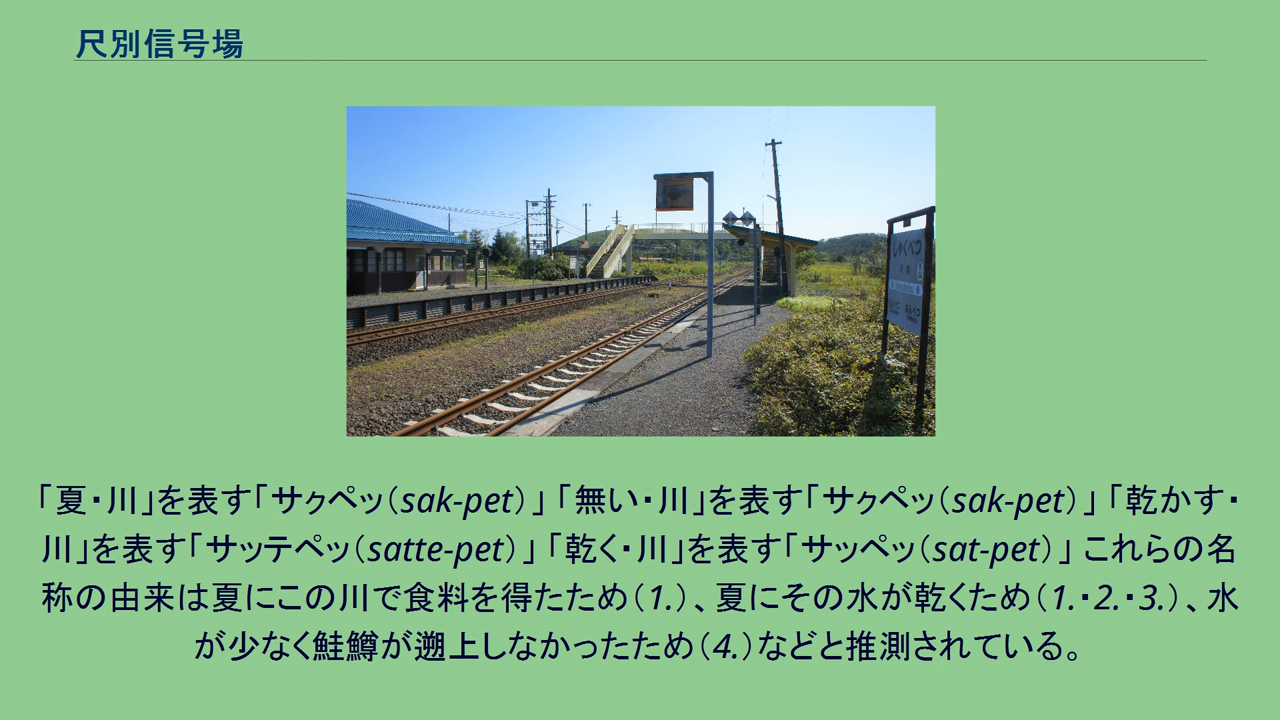 尺別信号場
しゃくべつ
「夏・川」を表す「サㇰペッ（sak-pet）」 「無い・川」を表す「サㇰペッ（sak-pet）」 「乾かす・
川」を表す「サッテペッ（satte-pet）」 「乾く・川」を表す「サッペッ（sat-pet）」 これらの名
称の由来は夏にこの川で食料を得たため（1.）、夏にその水が乾くため（1.・2.・3.）、水
が少なく鮭鱒が遡上しなかったため（4.）などと推測されている。